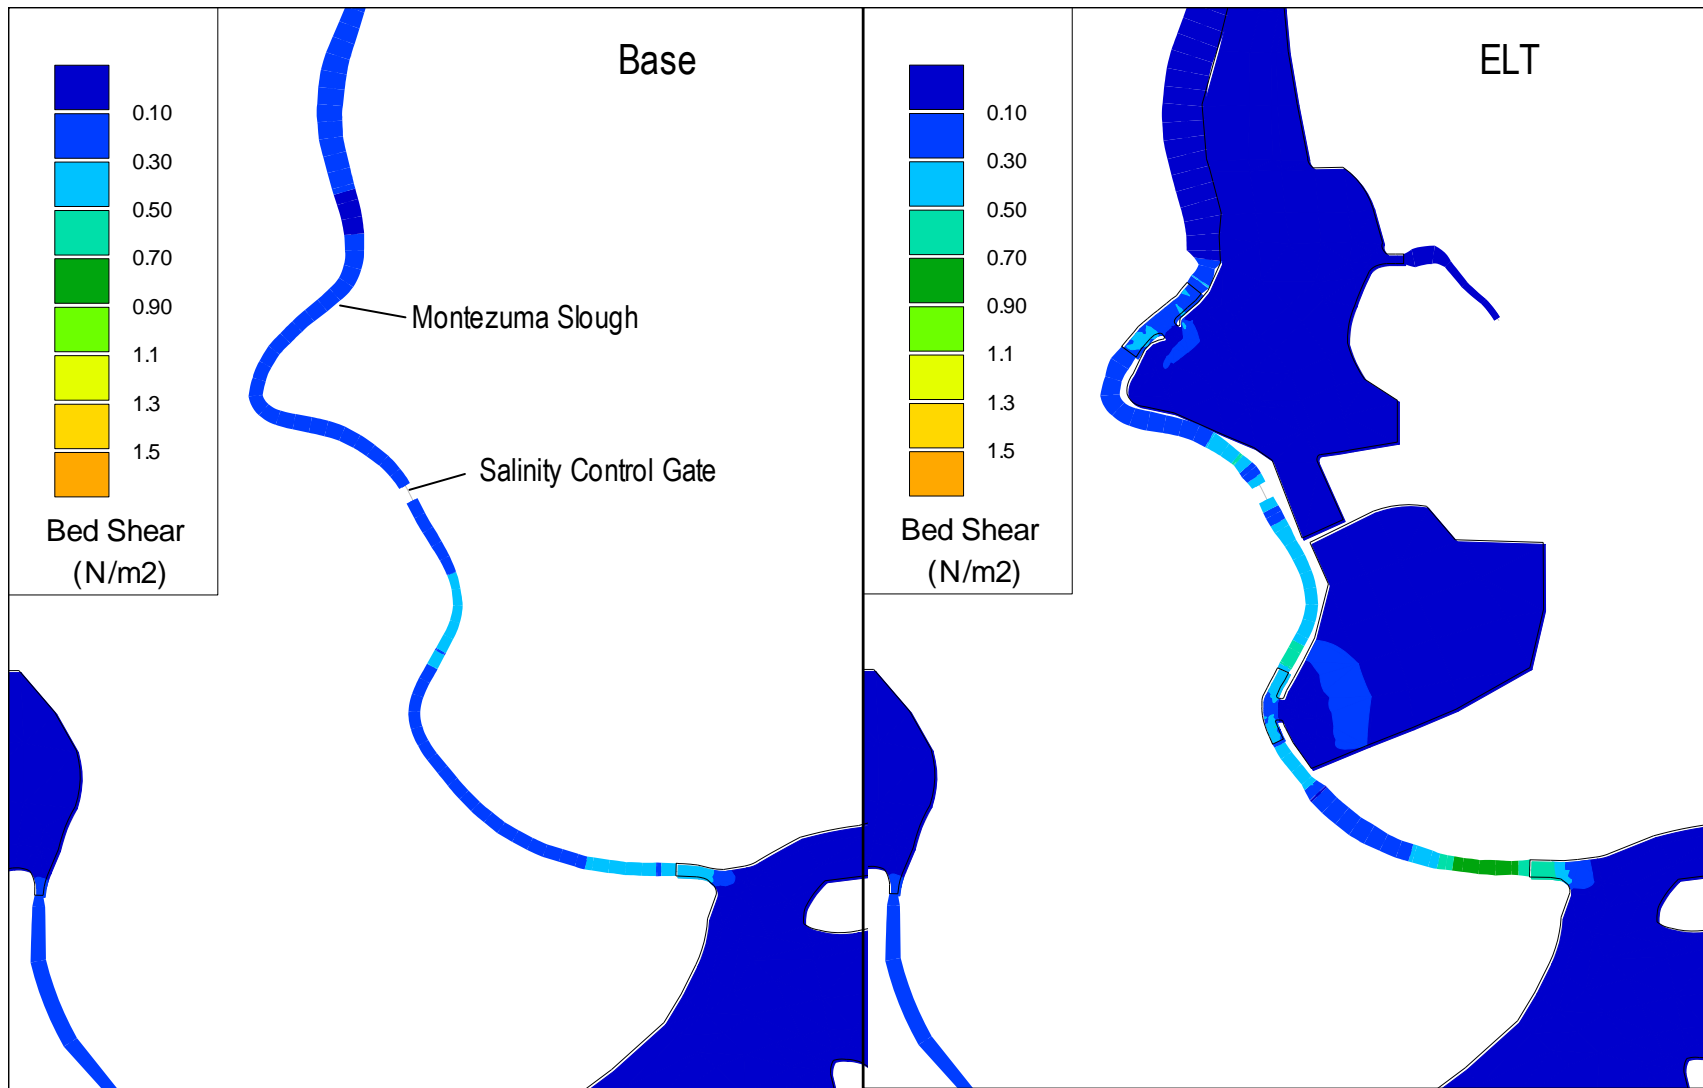 Base
0.10
0.30
0.50
0.70
0.90
1.1
1.3
1.5
Bed Shear
(N/m2)
Montezuma Slough
Salinity Control Gate
ELT
0.10
0.30
0.50
0.70
0.90
1.1
1.3
1.5
Bed Shear
(N/m2)